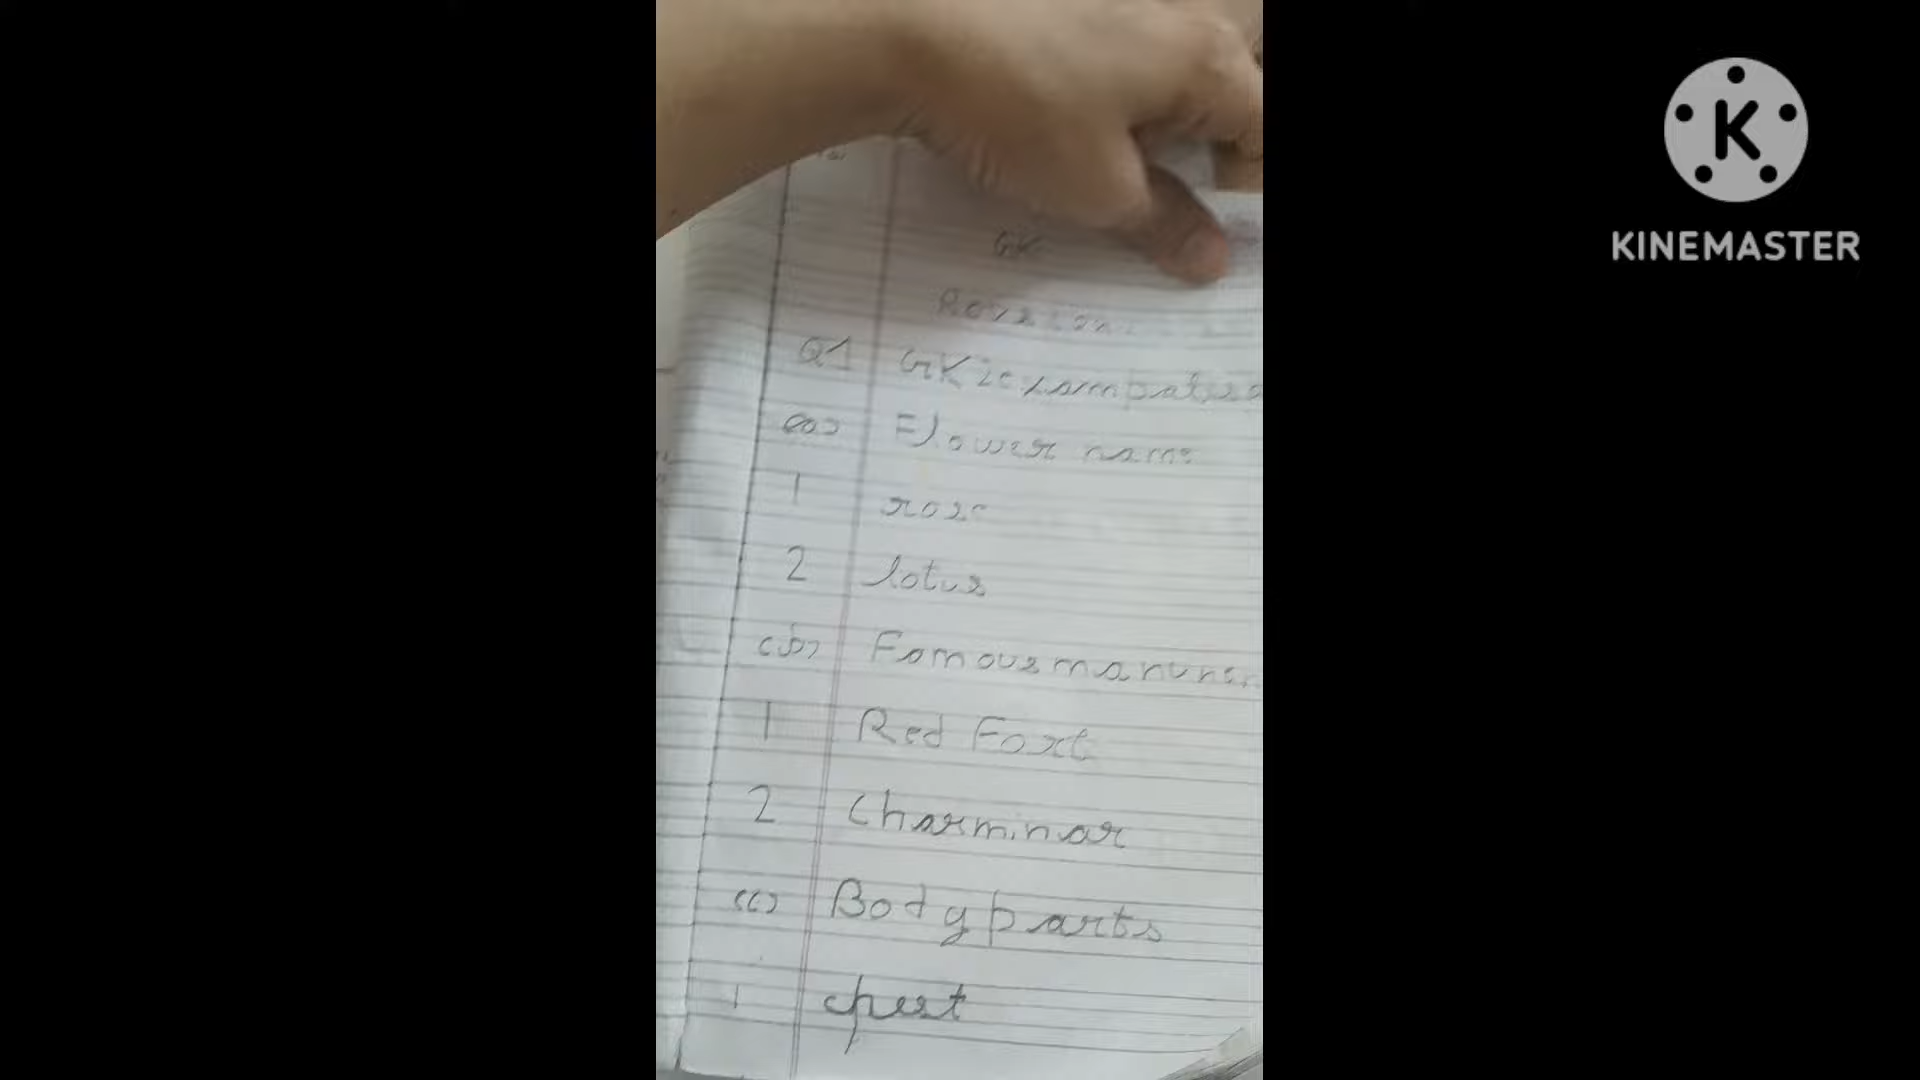 GK
Q1 GK
(a) Flower name
1 rose
2 lotus
(b) Famous
1 Red Fort
2 Charminar
(c) Body parts
1 chest
KINEMASTER